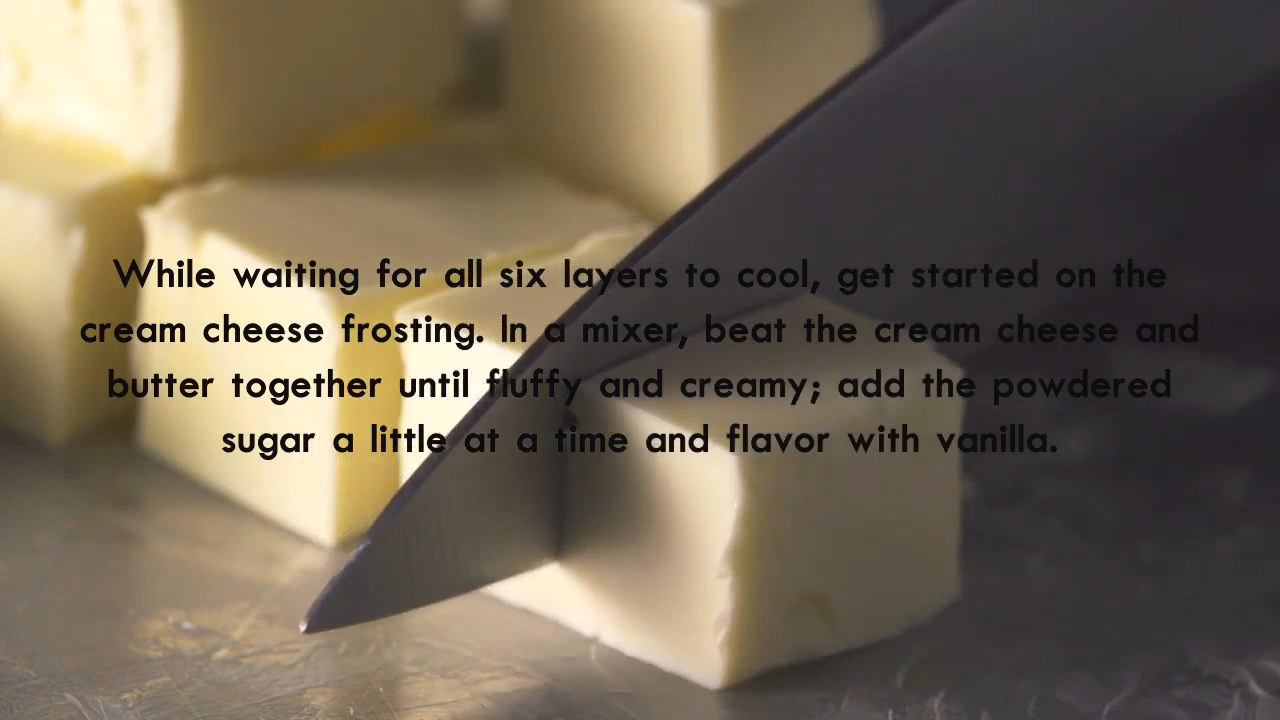 While waiting for all six layers to cool, get started on the
cream cheese frosting. In a mixer, beat the cream cheese and
butter together until fluffy and creamy; add the powdered
sugar a little at a time and flavor with vanilla.